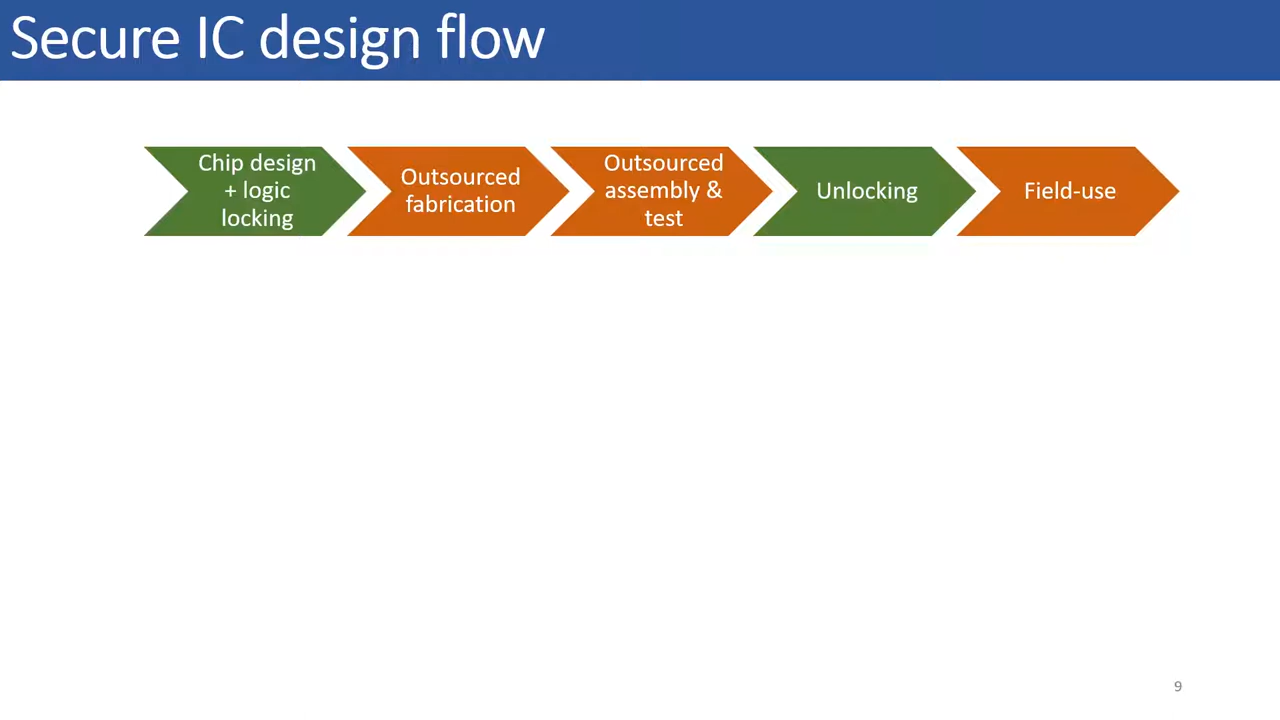 Secure IC design flow
Chip design
+ logic
locking
Outsourced
fabrication
Outsourced
assembly &
test
Unlocking
Field-use
9